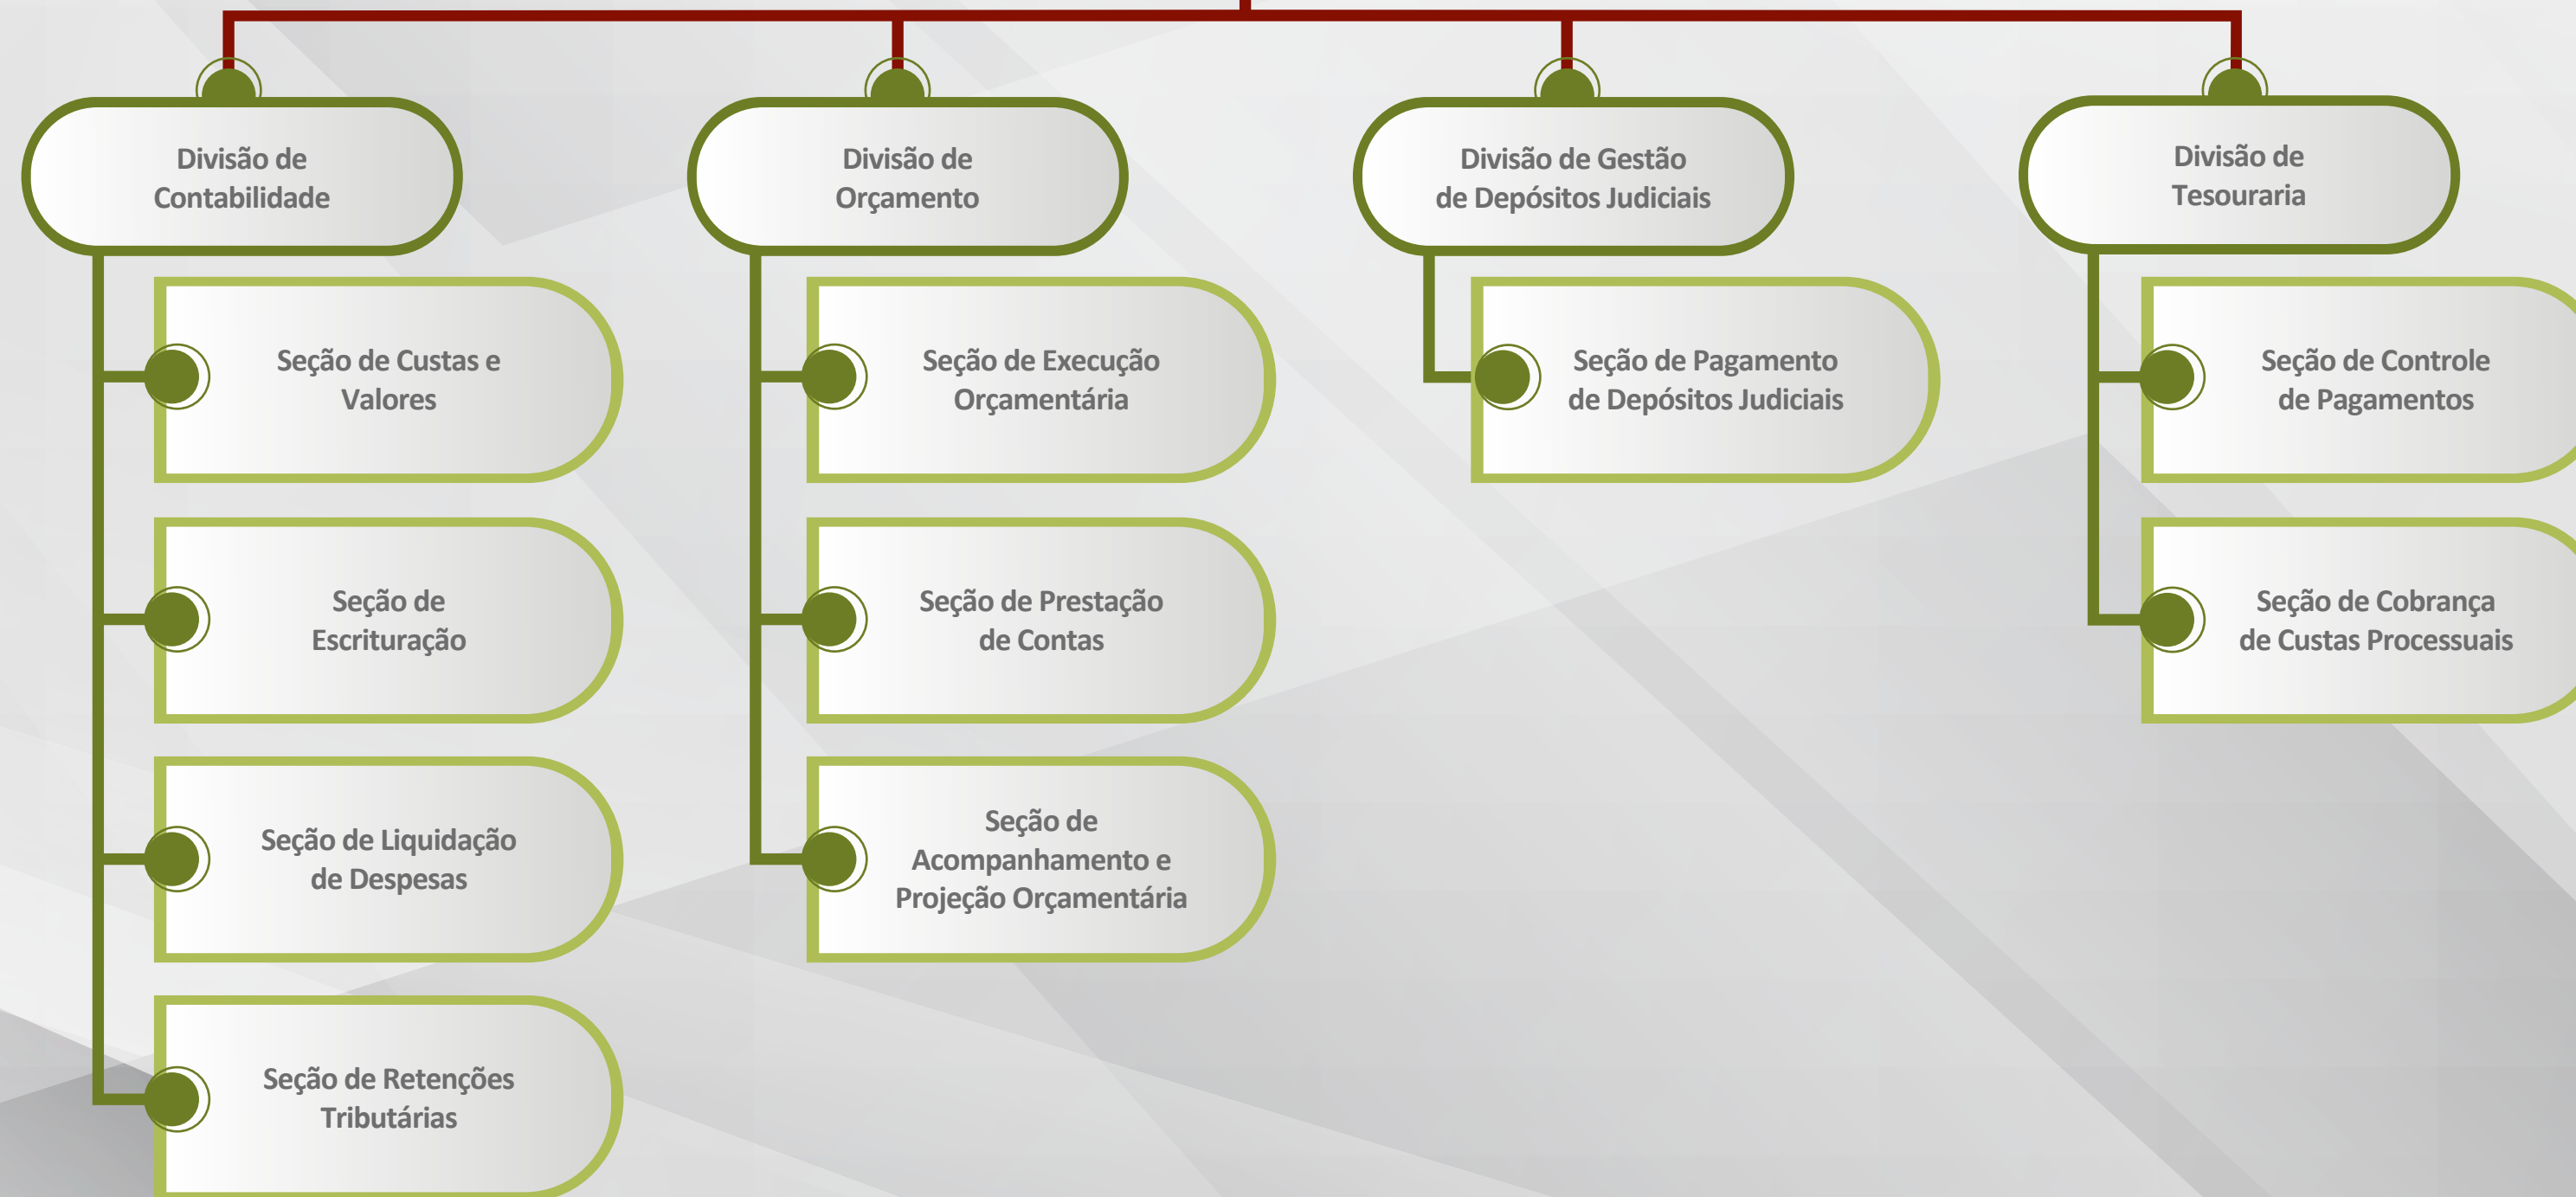 Divisão de
Contabilidade
Divisão de
Orçamento
Divisão de Gestão
de Depósitos Judiciais
Divisão de
Tesouraria
Seção de Custas e
Valores
Seção de Execução
Orçamentária
Seção de Pagamento
de Depósitos Judiciais
Seção de Controle
de Pagamentos
Seção de
Escrituração
Seção de Prestação
de Contas
Seção de Cobrança
de Custas Processuais
Seção de Liquidação
de Despesas
Seção de
Acompanhamento e
Projeção Orçamentária
Seção de Retenções
Tributárias